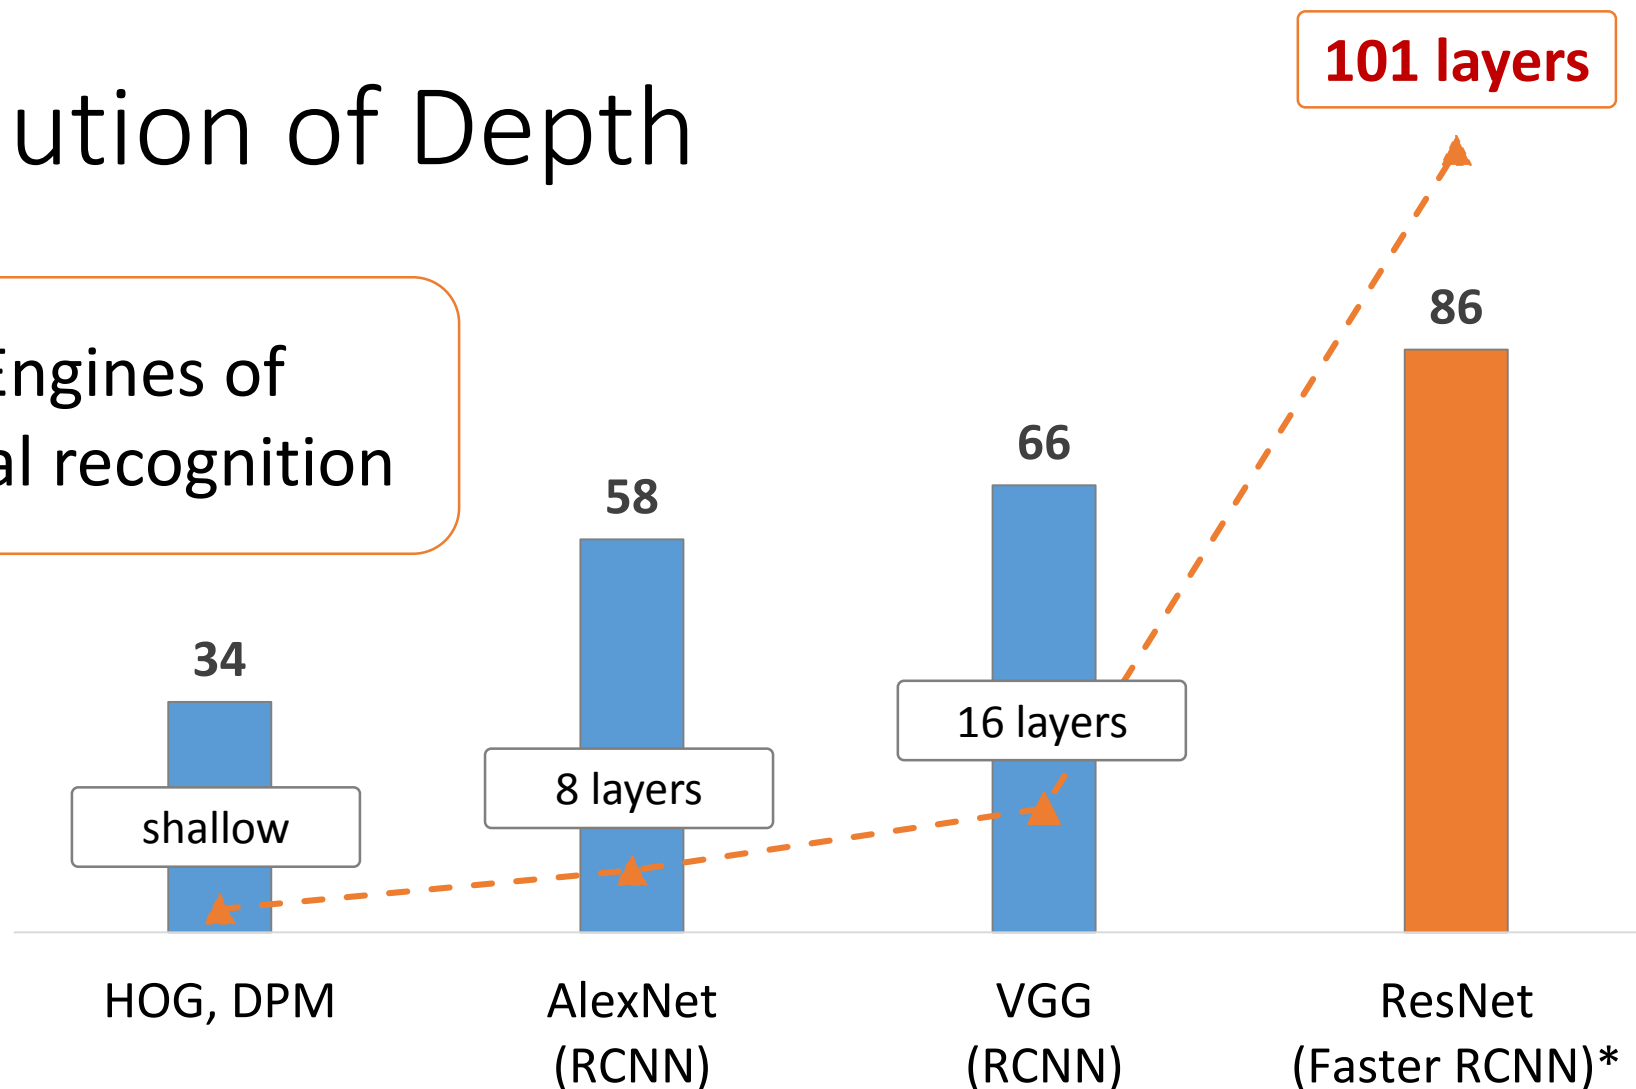 101 layers
ution of Depth
Engines of
al recognition
86
66
58
34
16 layers
8 layers
shallow
HOG, DPM
AlexNet
(RCNN)
VGG
(RCNN)
ResNet
(Faster RCNN)*